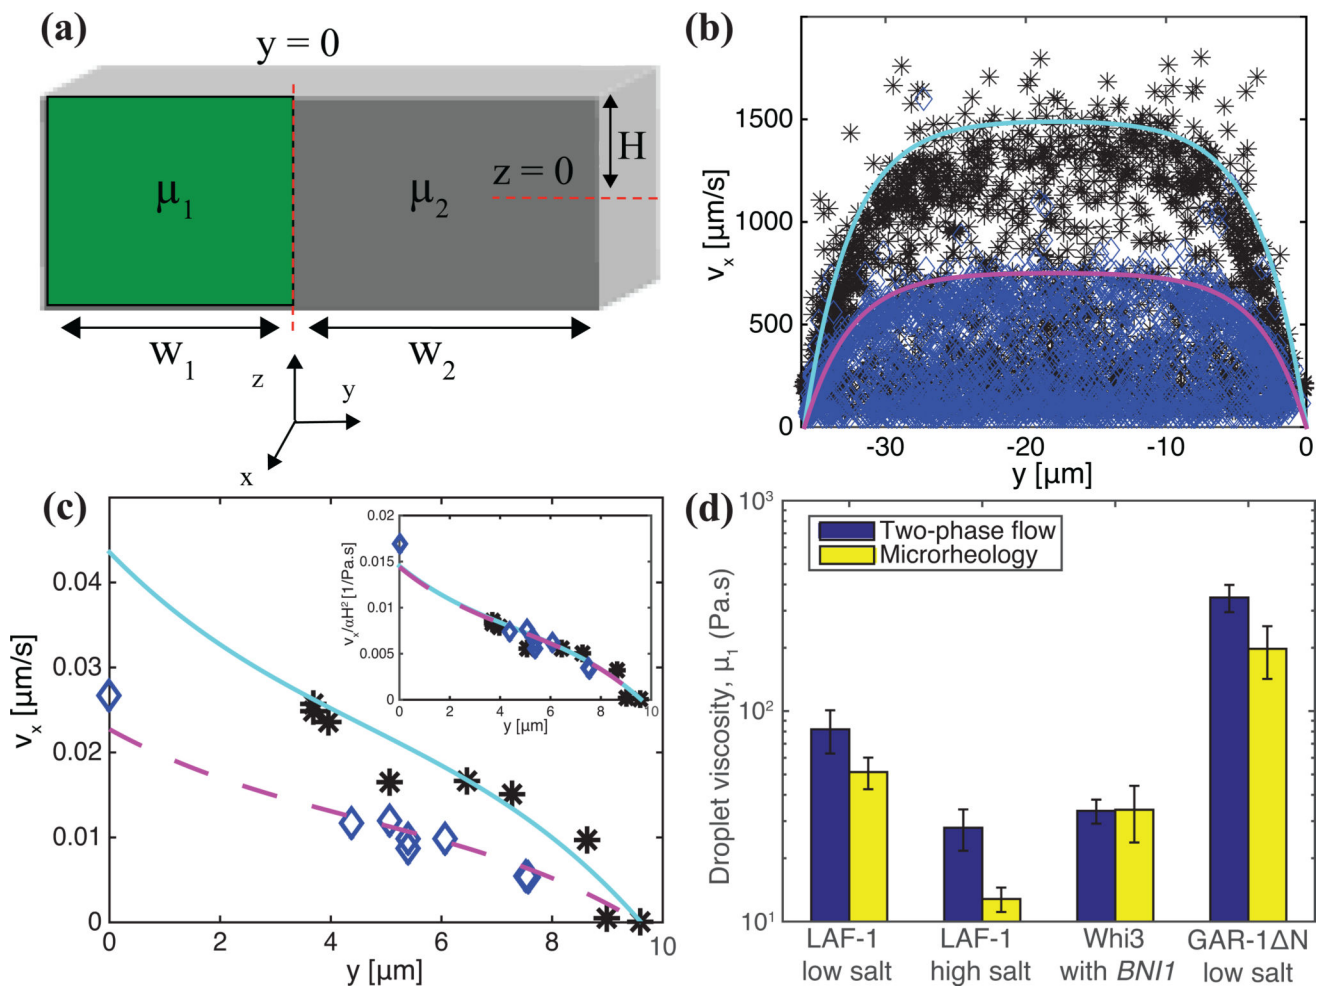 (a)
y = 0
μ1
μ2
z = 0
H
w1
w2
z
y
x
(b)
vx [μm/s]
1500
1000
500
0
-30
-20
-10
0
y [μm]
(c)
vx [μm/s]
0.04
0.03
0.02
0.01
0
0
2
4
6
8
10
y [μm]
vx/αH² [1/Pa.s]
0.02
0.015
0.01
0.005
0
0
2
4
6
8
10
y [μm]
(d)
Droplet viscosity, μ1 (Pa.s)
10³
10²
10¹
Two-phase flow
Microrheology
LAF-1
low salt
LAF-1
high salt
Whi3
with BNI1
GAR-1ΔN
low salt